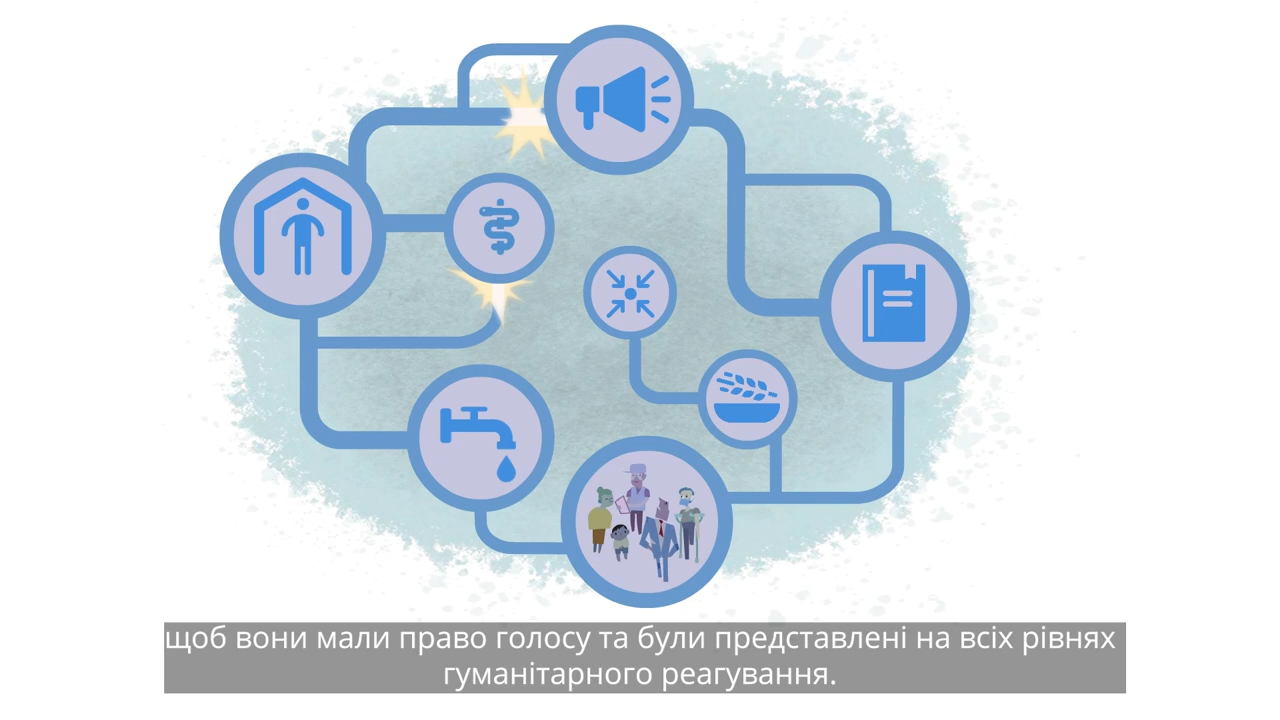 щоб вони мали право голосу та були представлені на всіх рівнях
гуманітарного реагування.